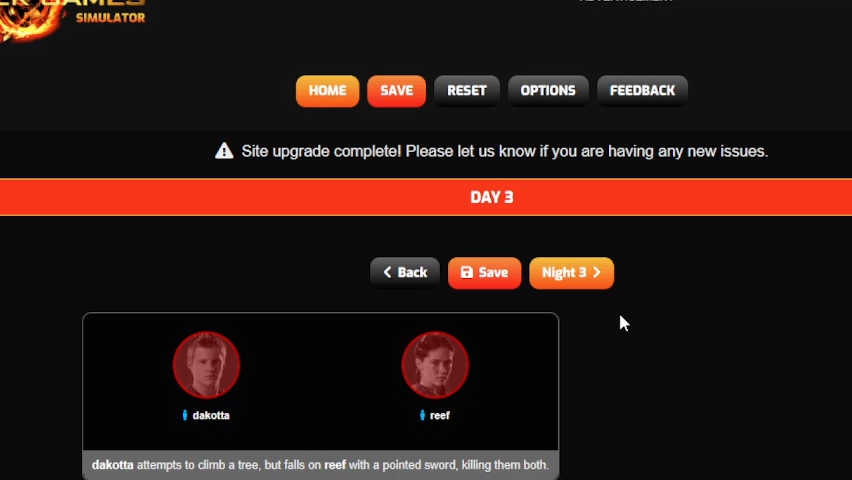 SIMULATOR
HOME SAVE RESET OPTIONS FEEDBACK
Site upgrade complete! Please let us know if you are having any new issues.
DAY 3
Back Save Night 3
dakotta reef
dakotta attempts to climb a tree, but falls on reef with a pointed sword, killing them both.